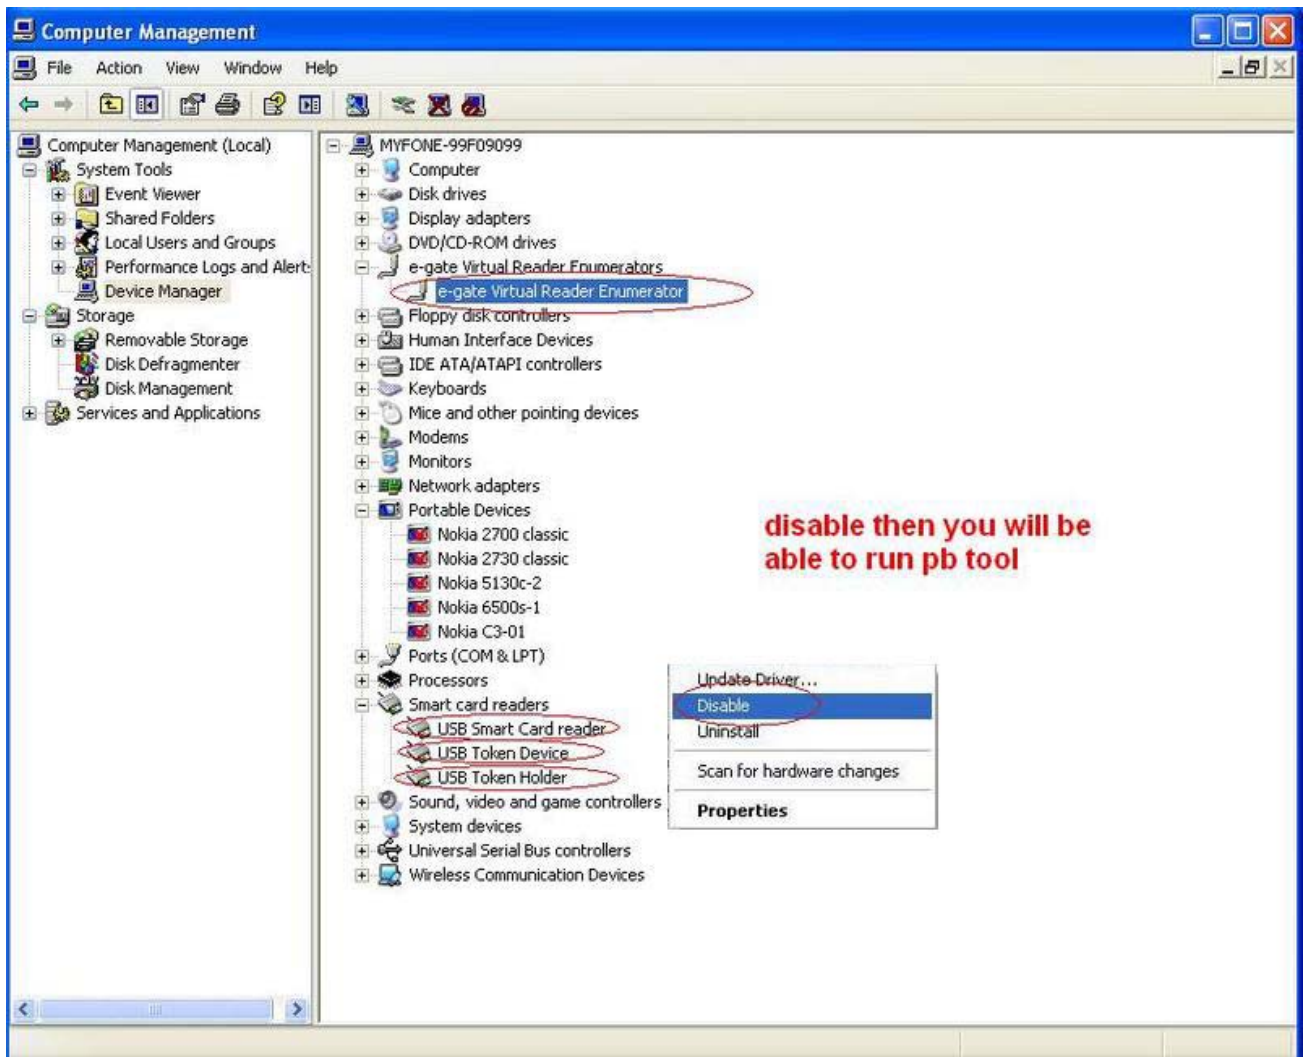 Computer Management
File Action View Window Help
Computer Management (Local)
System Tools
Event Viewer
Shared Folders
Local Users and Groups
Performance Logs and Alert
Device Manager
Storage
Removable Storage
Disk Defragmenter
Disk Management
Services and Applications
MYFONE-99F09099
Computer
Disk drives
Display adapters
DVD/CD-ROM drives
e-gate Virtual Reader Enumerators
e-gate Virtual Reader Enumerator
Floppy disk controllers
Human Interface Devices
IDE ATA/ATAPI controllers
Keyboards
Mice and other pointing devices
Modems
Monitors
Network adapters
Portable Devices
Nokia 2700 classic
Nokia 2730 classic
Nokia 5130c-2
Nokia 6500s-1
Nokia C3-01
Ports (COM & LPT)
Processors
Smart card readers
USB Smart Card reader
USB Token Device
USB Token Holder
Sound, video and game controllers
System devices
Universal Serial Bus controllers
Wireless Communication Devices
disable then you will be
able to run pb tool
Update Driver...
Disable
Uninstall
Scan for hardware changes
Properties